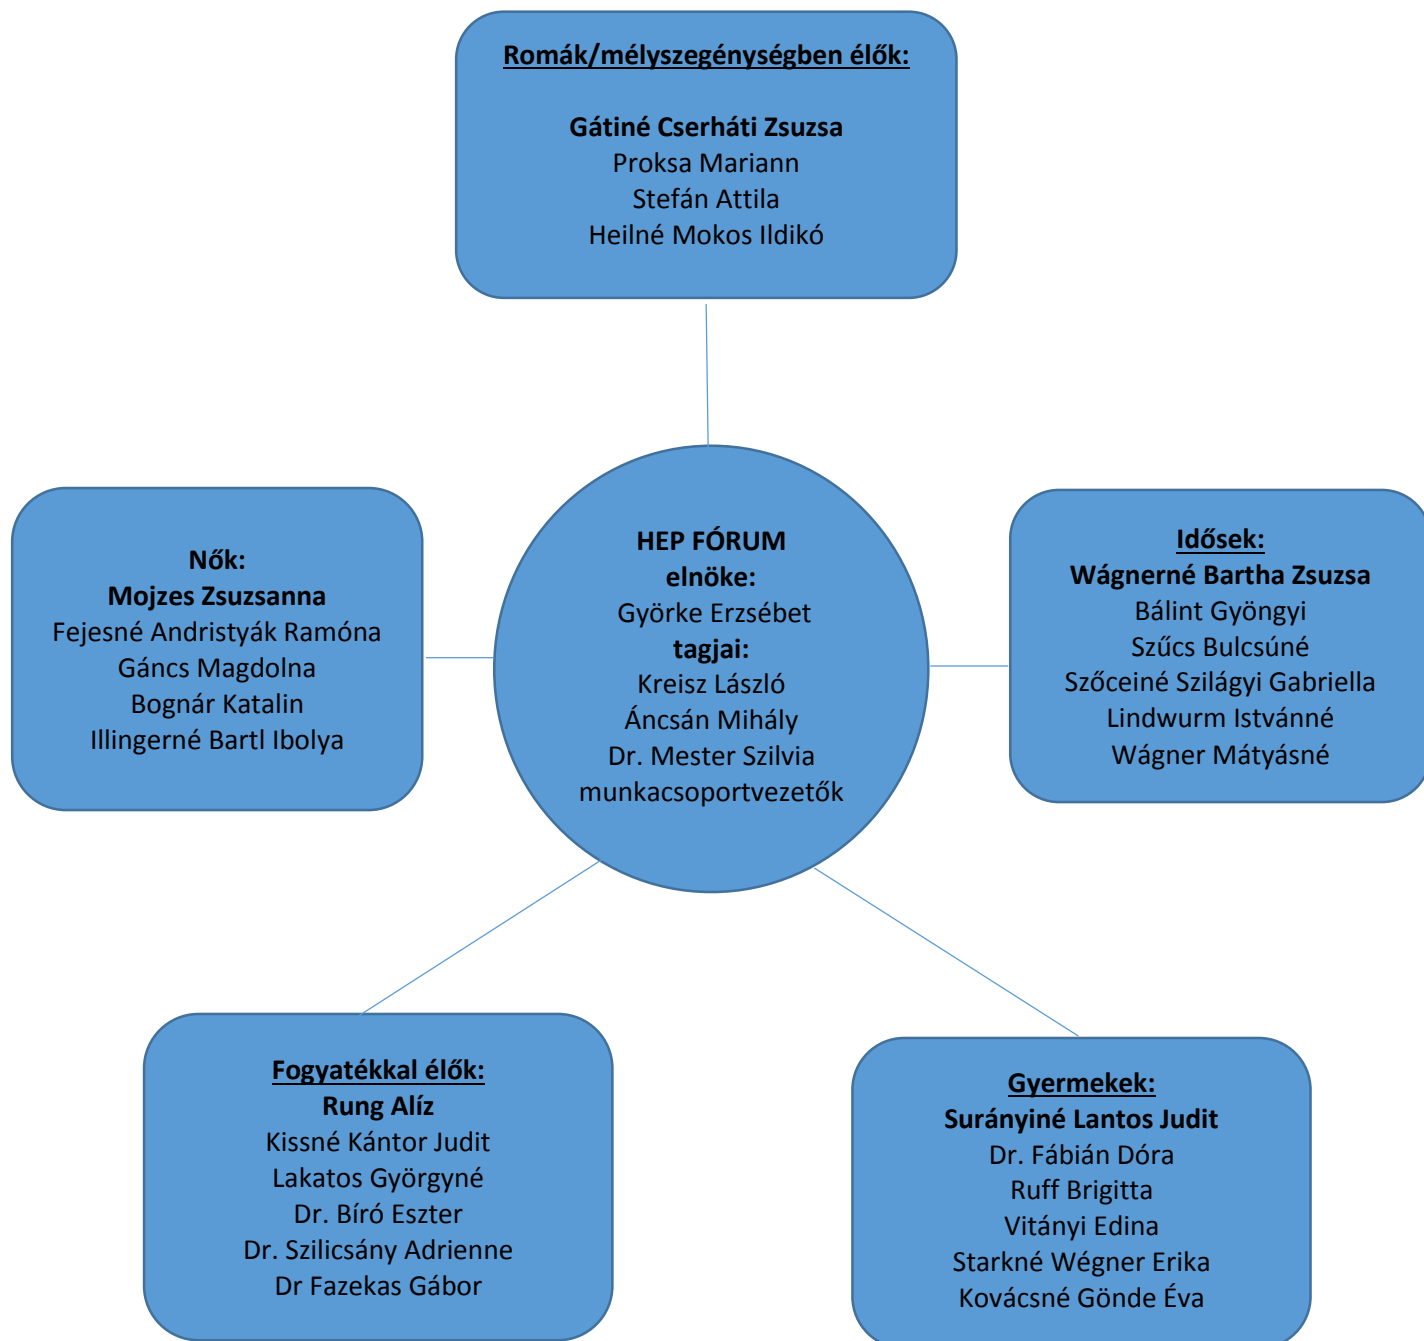 Romák/mélyszegénységben élők:
Gátiné Cserháti Zsuzsa
Proksa Mariann
Stefán Attila
Heilné Mokos Ildikó
Nők:
Mojzes Zsuzsanna
Fejesné Andristyák Ramóna
Gáncs Magdolna
Bognár Katalin
Illingerné Bartl Ibolya
HEP FÓRUM
elnöke:
Györke Erzsébet
tagjai:
Kreisz László
Áncsán Mihály
Dr. Mester Szilvia
munkacsoportvezetők
Idősek:
Wágnerné Bartha Zsuzsa
Bálint Gyöngyi
Szűcs Bulcsúné
Szőceiné Szilágyi Gabriella
Lindwurm Istvánné
Wágner Mátyásné
Fogyatékkal élők:
Rung Alíz
Kissné Kántor Judit
Lakatos Györgyné
Dr. Bíró Eszter
Dr. Szilicsány Adrienne
Dr Fazekas Gábor
Gyermekek:
Surányiné Lantos Judit
Dr. Fábián Dóra
Ruff Brigitta
Vitányi Edina
Starkné Wégner Erika
Kovácsné Gönde Éva